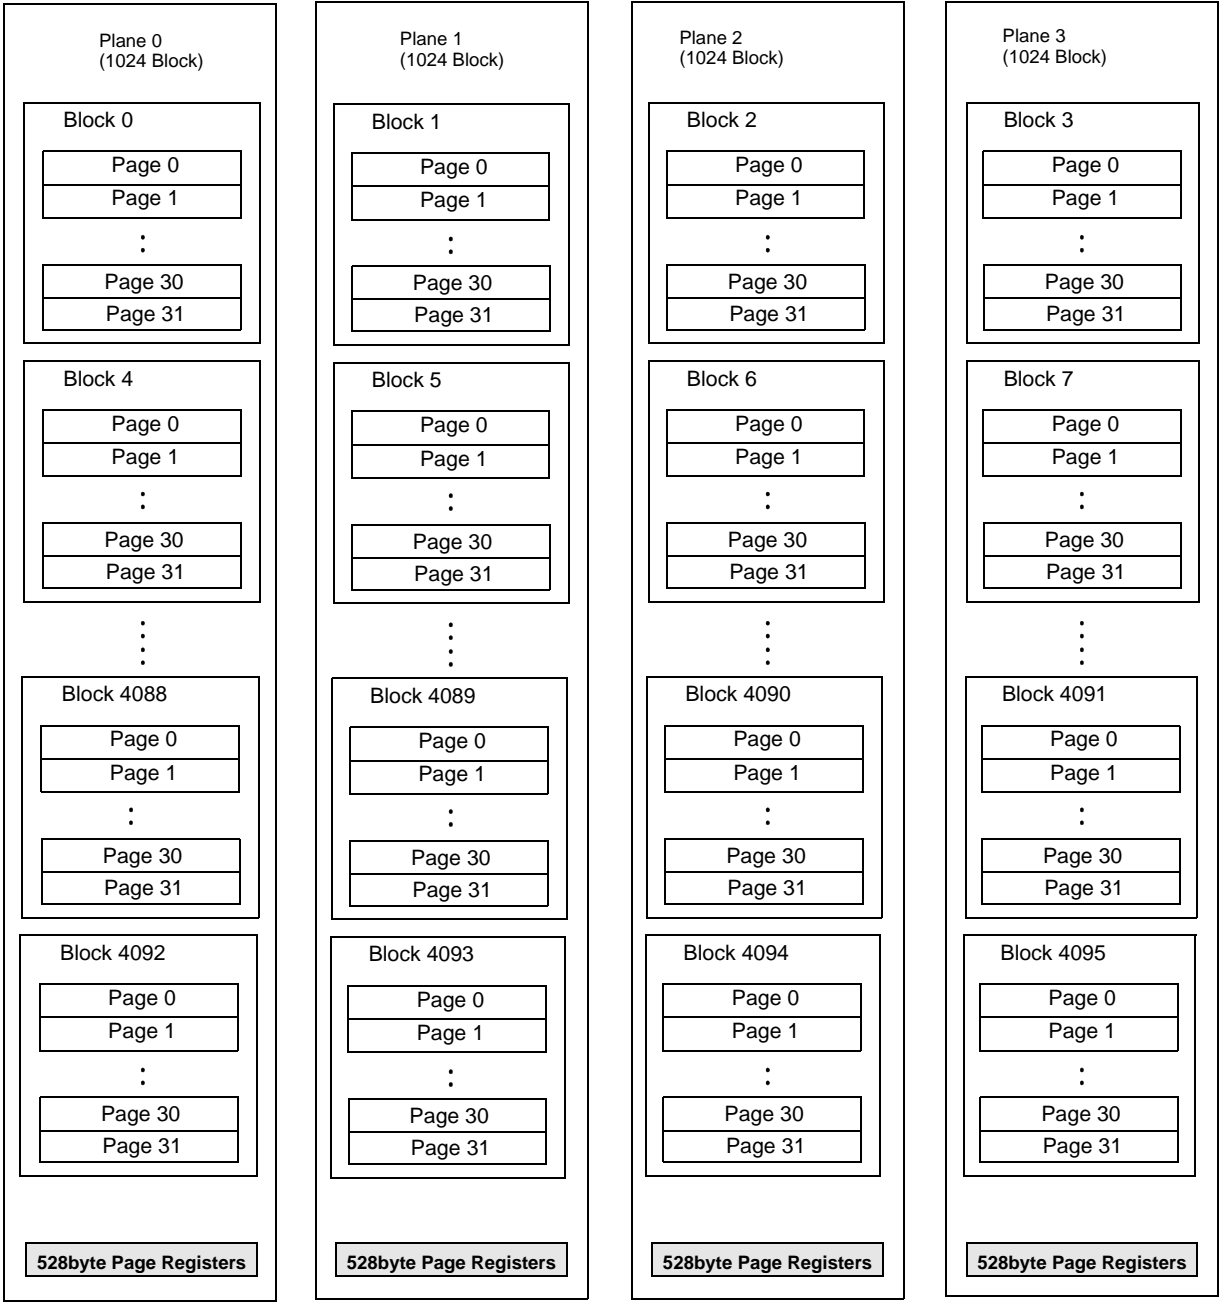 Plane 0
(1024 Block)
Block 0
Page 0
Page 1
Page 30
Page 31
Block 4
Page 0
Page 1
Page 30
Page 31
Block 4088
Page 0
Page 1
Page 30
Page 31
Block 4092
Page 0
Page 1
Page 30
Page 31
528byte Page Registers
Plane 1
(1024 Block)
Block 1
Page 0
Page 1
Page 30
Page 31
Block 5
Page 0
Page 1
Page 30
Page 31
Block 4089
Page 0
Page 1
Page 30
Page 31
Block 4093
Page 0
Page 1
Page 30
Page 31
528byte Page Registers
Plane 2
(1024 Block)
Block 2
Page 0
Page 1
Page 30
Page 31
Block 6
Page 0
Page 1
Page 30
Page 31
Block 4090
Page 0
Page 1
Page 30
Page 31
Block 4094
Page 0
Page 1
Page 30
Page 31
528byte Page Registers
Plane 3
(1024 Block)
Block 3
Page 0
Page 1
Page 30
Page 31
Block 7
Page 0
Page 1
Page 30
Page 31
Block 4091
Page 0
Page 1
Page 30
Page 31
Block 4095
Page 0
Page 1
Page 30
Page 31
528byte Page Registers